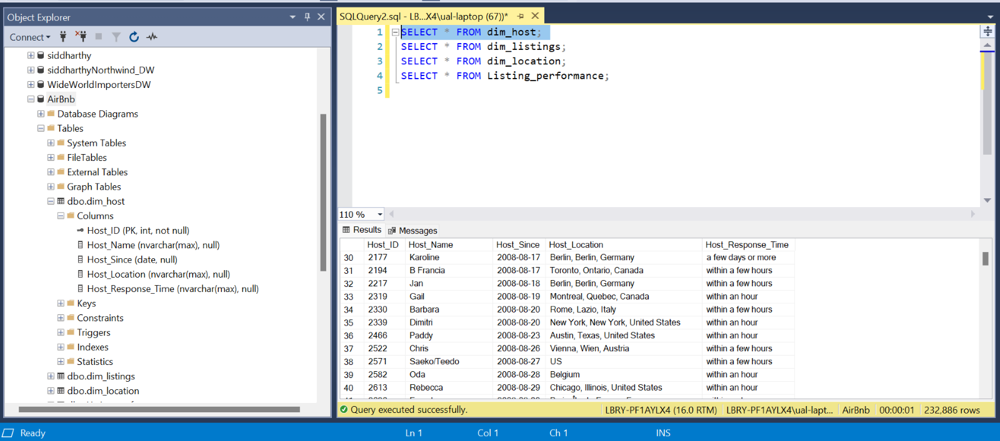 Object Explorer
Connect
siddharthy
siddharthyNorthwind_DW
WideWorldImportersDW
AirBnb
Database Diagrams
Tables
System Tables
FileTables
External Tables
Graph Tables
dbo.dim_host
Columns
Host_ID (PK, int, not null)
Host_Name (nvarchar(max), null)
Host_Since (date, null)
Host_Location (nvarchar(max), null)
Host_Response_Time (nvarchar(max), null)
Keys
Constraints
Triggers
Indexes
Statistics
dbo.dim_listings
dbo.dim_location
SQLQuery2.sql - LB...X4\ual-laptop (67))*
1 SELECT * FROM dim_host;
2 SELECT * FROM dim_listings;
3 SELECT * FROM dim_location;
4 SELECT * FROM Listing_performance;
5
110 %
Results Messages
Host_ID Host_Name Host_Since Host_Location Host_Response_Time
30 2177 Karoline 2008-08-17 Berlin, Berlin, Germany a few days or more
31 2194 B Francia 2008-08-17 Toronto, Ontario, Canada within a few hours
32 2217 Jan 2008-08-18 Berlin, Berlin, Germany within a few hours
33 2319 Gail 2008-08-19 Montreal, Quebec, Canada within an hour
34 2330 Barbara 2008-08-20 Rome, Lazio, Italy within a few hours
35 2339 Dimitri 2008-08-20 New York, New York, United States within an hour
36 2466 Paddy 2008-08-23 Austin, Texas, United States within an hour
37 2522 Chris 2008-08-26 Vienna, Wien, Austria within a few hours
38 2571 Saeko/Teedo 2008-08-27 US within a few hours
39 2582 Oda 2008-08-28 Belgium within an hour
40 2613 Rebecca 2008-08-29 Chicago, Illinois, United States within an hour
Query executed successfully. LBRY-PF1AYLX4 (16.0 RTM) LBRY-PF1AYLX4\ual-lapt... AirBnb 00:00:01 232,886 rows
Ready Ln 1 Col 1 Ch 1 INS